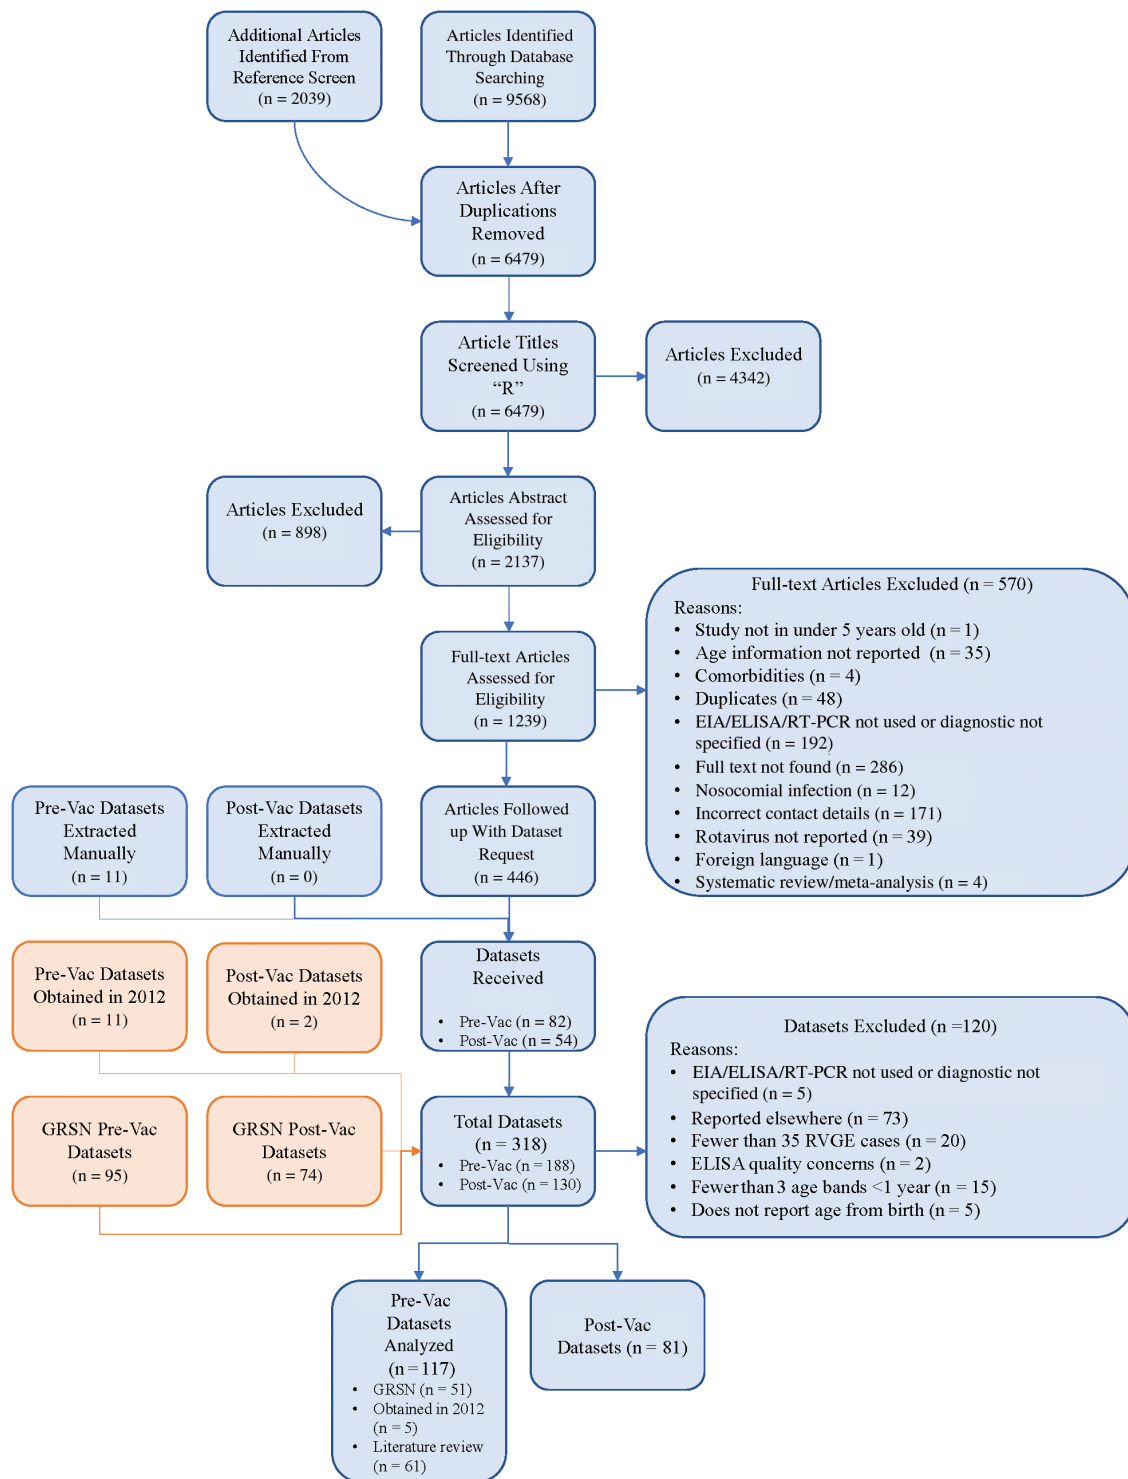 Additional Articles
Identified From
Reference Screen
(n = 2039)
Articles Identified
Through Database
Searching
(n = 9568)
Articles After
Duplications
Removed
(n = 6479)
Article Titles
Screened Using
“R”
(n = 6479)
Articles Excluded
(n = 4342)
Articles Abstract
Assessed for
Eligibility
(n = 2137)
Articles Excluded
(n = 898)
Full-text Articles
Assessed for
Eligibility
(n = 1239)
Full-text Articles Excluded (n = 570)
Reasons:
• Study not in under 5 years old (n = 1)
• Age information not reported (n = 35)
• Comorbidities (n = 4)
• Duplicates (n = 48)
• EIA/ELISA/RT-PCR not used or diagnostic not
specified (n = 192)
• Full text not found (n = 286)
• Nosocomial infection (n = 12)
• Incorrect contact details (n = 171)
• Rotavirus not reported (n = 39)
• Foreign language (n = 1)
• Systematic review/meta-analysis (n = 4)
Pre-Vac Datasets
Extracted
Manually
(n = 11)
Post-Vac Datasets
Extracted
Manually
(n = 0)
Articles Followed
up With Dataset
Request
(n = 446)
Pre-Vac Datasets
Obtained in 2012
(n = 11)
Post-Vac Datasets
Obtained in 2012
(n = 2)
Datasets
Received
• Pre-Vac (n = 82)
• Post-Vac (n = 54)
GRSN Pre-Vac
Datasets
(n = 95)
GRSN Post-Vac
Datasets
(n = 74)
Total Datasets
(n = 318)
• Pre-Vac (n = 188)
• Post-Vac (n = 130)
Datasets Excluded (n =120)
Reasons:
• EIA/ELISA/RT-PCR not used or diagnostic not
specified (n = 5)
• Reported elsewhere (n = 73)
• Fewer than 35 RVGE cases (n = 20)
• ELISA quality concerns (n = 2)
• Fewer than 3 age bands <1 year (n = 15)
• Does not report age from birth (n = 5)
Pre-Vac
Datasets
Analyzed
(n = 117)
• GRSN (n = 51)
• Obtained in 2012
(n = 5)
• Literature review
(n = 61)
Post-Vac
Datasets (n = 81)